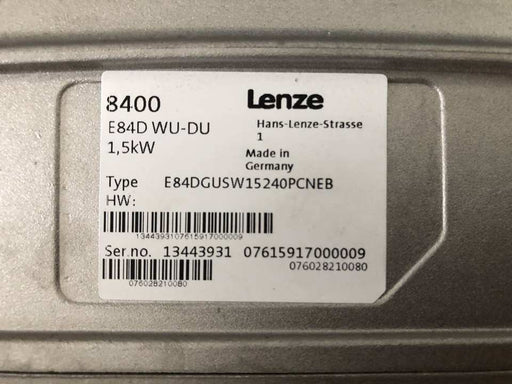 8400
Lenze
E84D WU-DU
1,5kW
Hans-Lenze-Strasse
1
Made in
Germany
Type E84DGUSW15240PCNEB
HW:
1344393107615917000009
Ser.no. 13443931 07615917000009
076028210080
076028210080